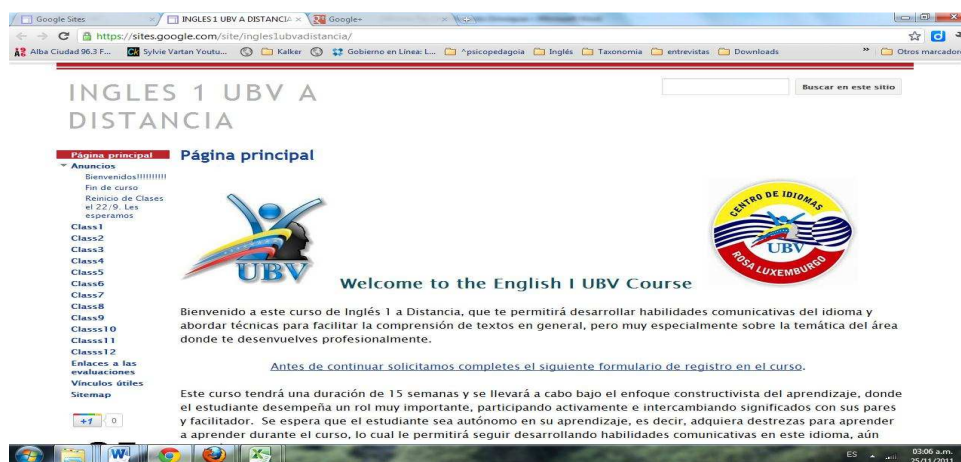 Google Sites
INGLES 1 UBV A DISTANCIA
Google+
https://sites.google.com/site/ingles1ubvadistancia/
Alba Ciudad 96.3 F...
Sylvie Vartan Youtu...
Kalker
Gobierno en Línea: L...
^psicopedagoia
Inglés
Taxonomia
entrevistas
Downloads
»
Otros marcadore
INGLES 1 UBV A
DISTANCIA
Buscar en este sitio
Página principal
Anuncios
Bienvenidos!!!!!!!!!!
Fin de curso
Reinicio de Clases
el 22/9. Les
esperamos
Class1
Class2
Class3
Class4
Class5
Class6
Class7
Class8
Class9
Classs10
Classs11
Classs12
Enlaces a las
evaluaciones
Vínculos útiles
Sitemap
+1 0
Página principal
UBV
CENTRO DE IDIOMAS
UBV
ROSA LUXEMBURGO
Welcome to the English I UBV Course
Bienvenido a este curso de Inglés 1 a Distancia, que te permitirá desarrollar habilidades comunicativas del idioma y
abordar técnicas para facilitar la comprensión de textos en general, pero muy especialmente sobre la temática del área
donde te desenvuelves profesionalmente.
Antes de continuar solicitamos completes el siguiente formulario de registro en el curso.
Este curso tendrá una duración de 15 semanas y se llevará a cabo bajo el enfoque constructivista del aprendizaje, donde
el estudiante desempeña un rol muy importante, participando activamente e intercambiando significados con sus pares
y facilitador. Se espera que el estudiante sea autónomo en su aprendizaje, es decir, adquiera destrezas para aprender
a aprender durante el curso, lo cual le permitirá seguir desarrollando habilidades comunicativas en este idioma, aún
ES
03:06 a.m.
25/11/2011